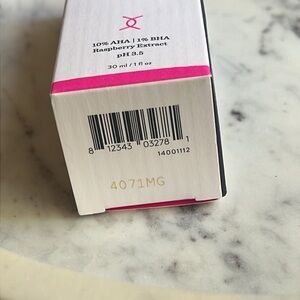 10% AHA | 1% BHA
Raspberry Extract
pH 3.5
30 ml / 1 fl oz
8 12343 03278 1
14001112
4071MG